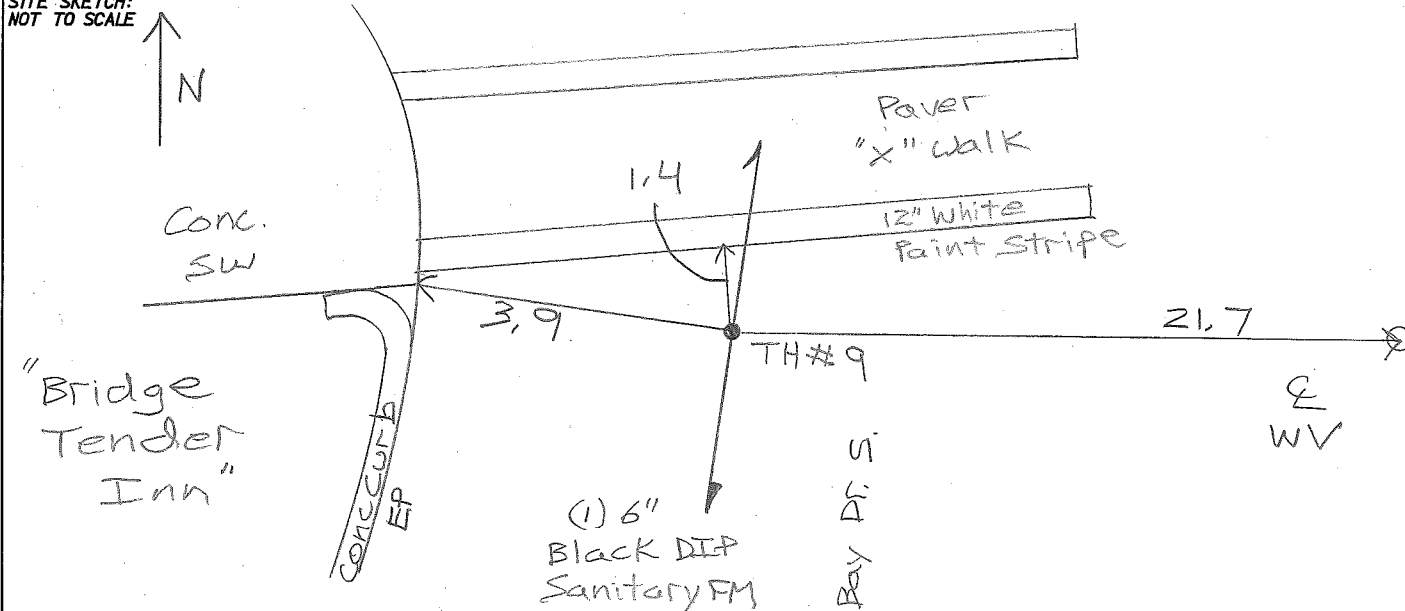 SITE SKETCH:
NOT TO SCALE
N
Paver
"X" Walk
1.4
12" White
Paint Stripe
Conc.
SW
3.9
TH#9
21.7
℄
WV
"Bridge
Tender
Inn"
Conc Curb
EP
(1) 6"
Black DIP
Sanitary FM
Bay Dr. S.